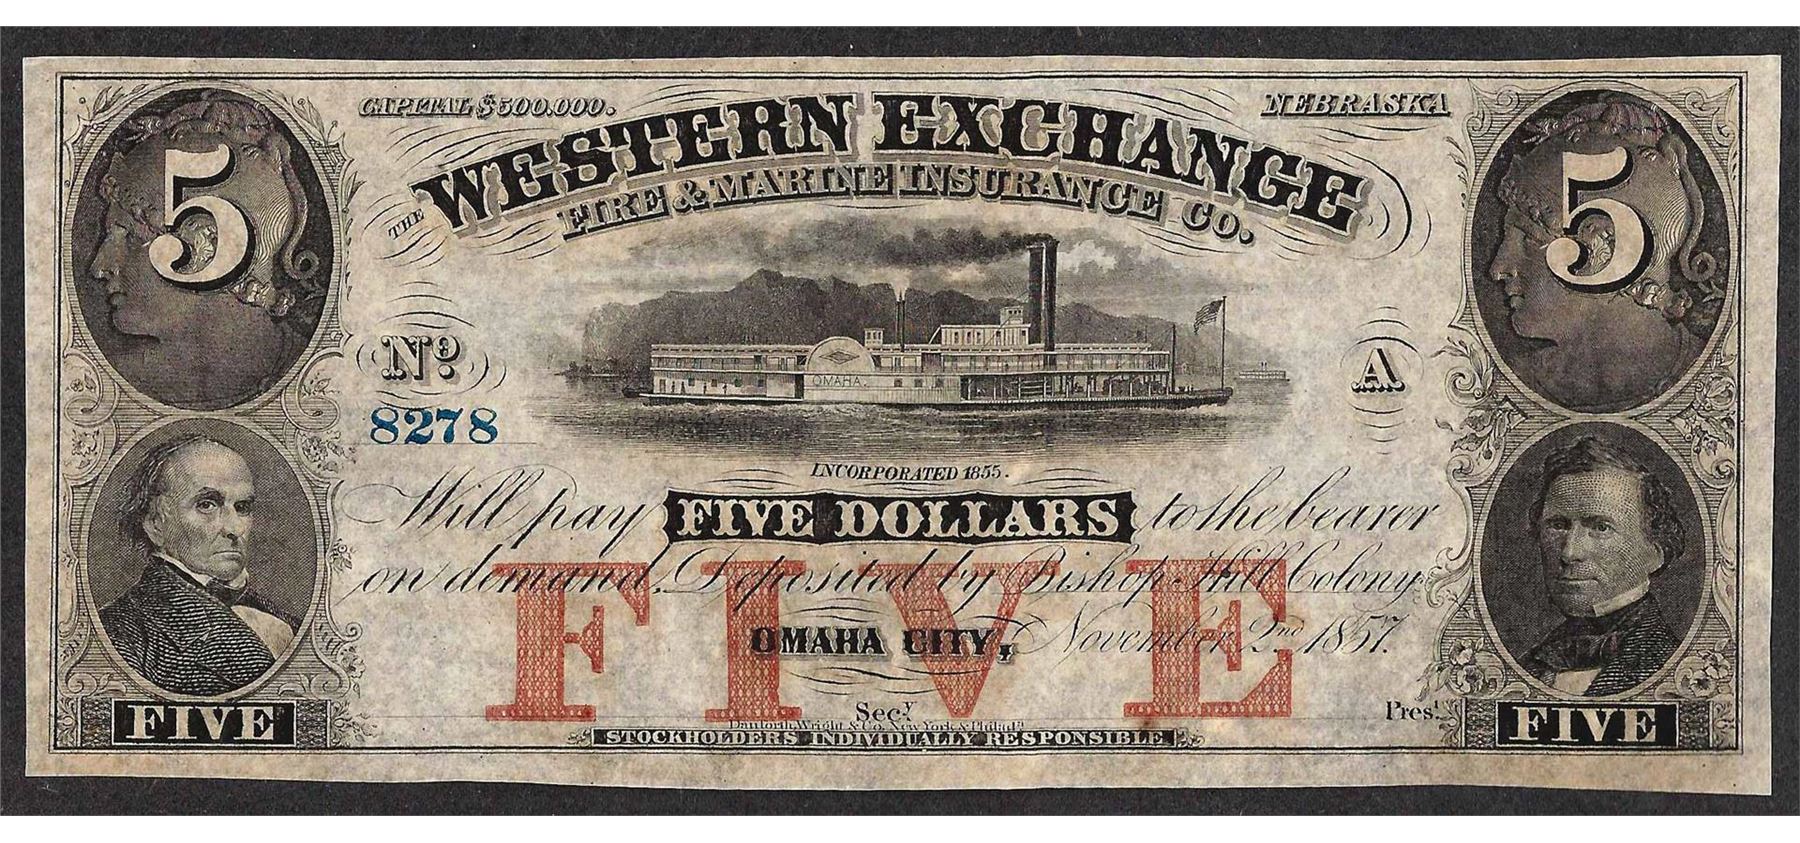 CAPITAL $500.000.
NEBRASKA
THE WESTERN EXCHANGE
FIRE & MARINE INSURANCE CO.
5
5
No
8278
OMAHA.
A
INCORPORATED 1855.
Will pay FIVE DOLLARS to the bearer
on demand, Deposited by Bishop Hill Colony
FIVE
OMAHA CITY, November 2nd 1857.
Secy
Prest
Danforth, Wright & Co. New York & Philada
STOCKHOLDERS INDIVIDUALLY RESPONSIBLE
FIVE
FIVE